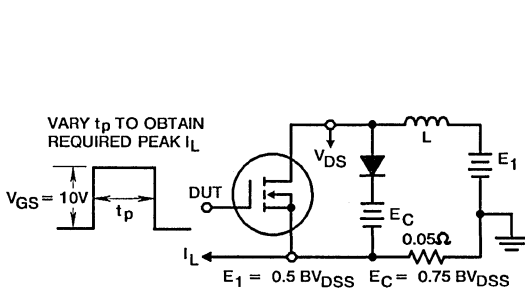 VARY tp TO OBTAIN
REQUIRED PEAK IL
VGS = 10V
tp
DUT
VDS
L
E1
EC
0.05Ω
IL
E1 = 0.5 BVDSS EC = 0.75 BVDSS